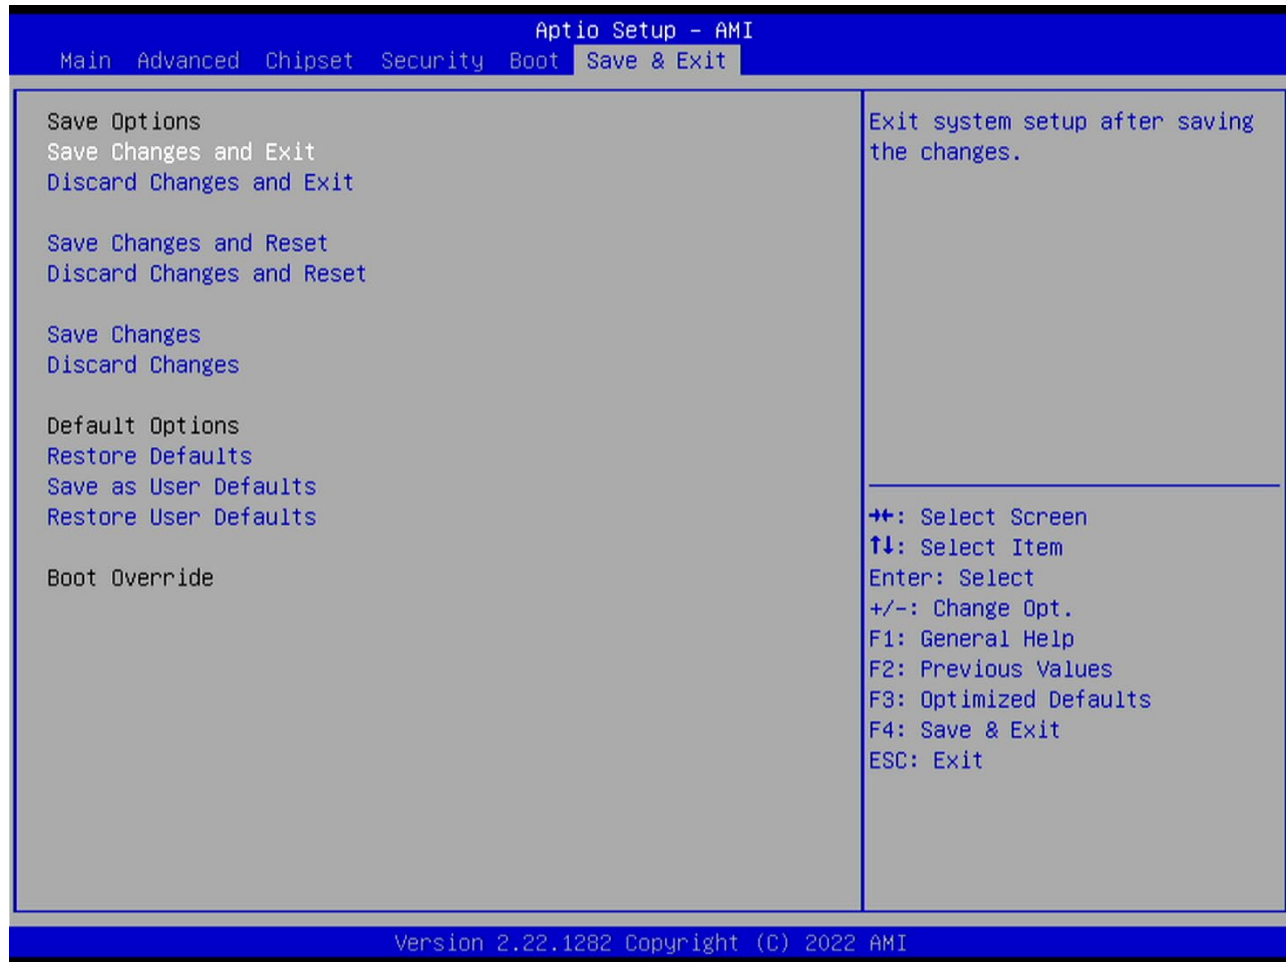 Aptio Setup – AMI
Main Advanced Chipset Security Boot Save & Exit
Save Options
Save Changes and Exit
Discard Changes and Exit
Save Changes and Reset
Discard Changes and Reset
Save Changes
Discard Changes
Default Options
Restore Defaults
Save as User Defaults
Restore User Defaults
Boot Override
Exit system setup after saving
the changes.
→←: Select Screen
↑↓: Select Item
Enter: Select
+/-: Change Opt.
F1: General Help
F2: Previous Values
F3: Optimized Defaults
F4: Save & Exit
ESC: Exit
Version 2.22.1282 Copyright (C) 2022 AMI